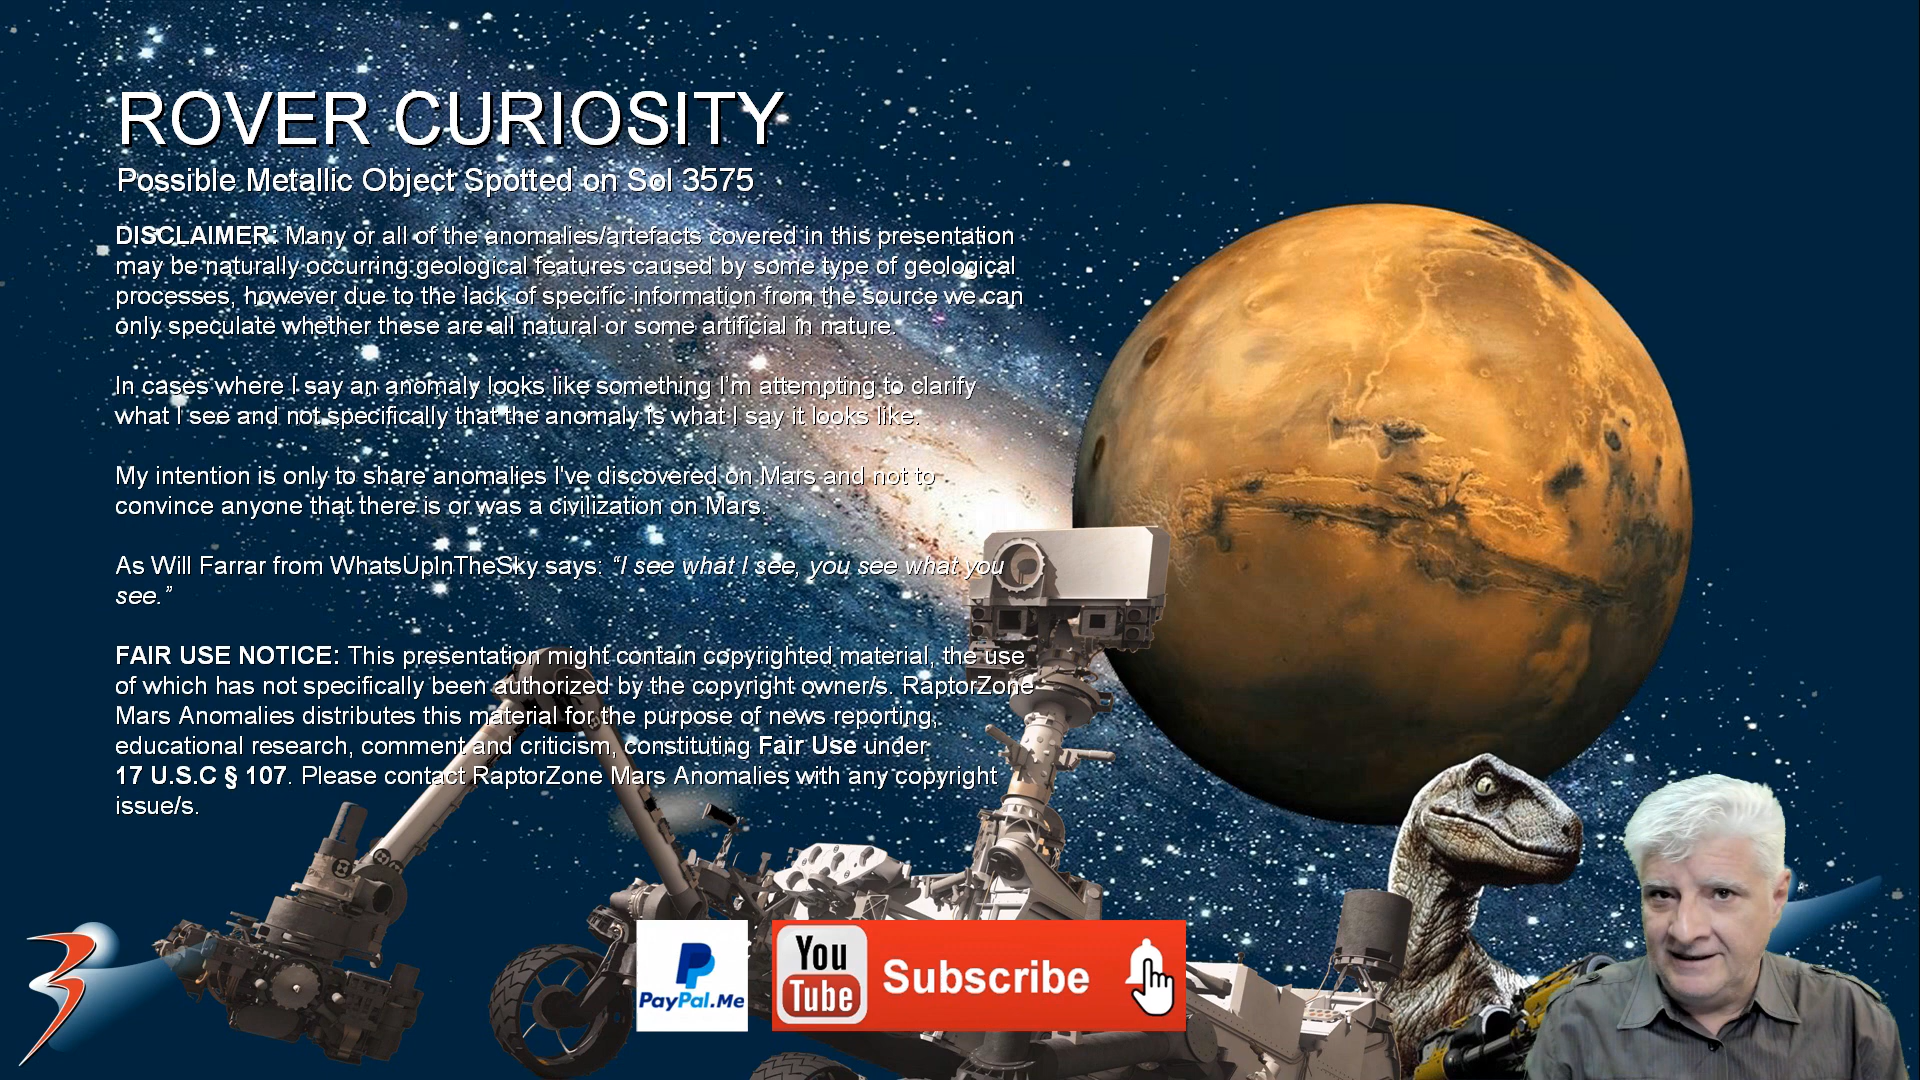 ROVER CURIOSITY
Possible Metallic Object Spotted on Sol 3575
DISCLAIMER: Many or all of the anomalies/artefacts covered in this presentation
may be naturally occurring geological features caused by some type of geological
processes, however due to the lack of specific information from the source we can
only speculate whether these are all natural or some artificial in nature.
In cases where I say an anomaly looks like something I'm attempting to clarify
what I see and not specifically that the anomaly is what I say it looks like.
My intention is only to share anomalies I've discovered on Mars and not to
convince anyone that there is or was a civilization on Mars.
As Will Farrar from WhatsUpInTheSky says: “I see what I see, you see what you
see.”
FAIR USE NOTICE: This presentation might contain copyrighted material, the use
of which has not specifically been authorized by the copyright owner/s. RaptorZone
Mars Anomalies distributes this material for the purpose of news reporting,
educational research, comment and criticism, constituting Fair Use under
17 U.S.C § 107. Please contact RaptorZone Mars Anomalies with any copyright
issue/s.
PayPal.Me
You
Tube
Subscribe